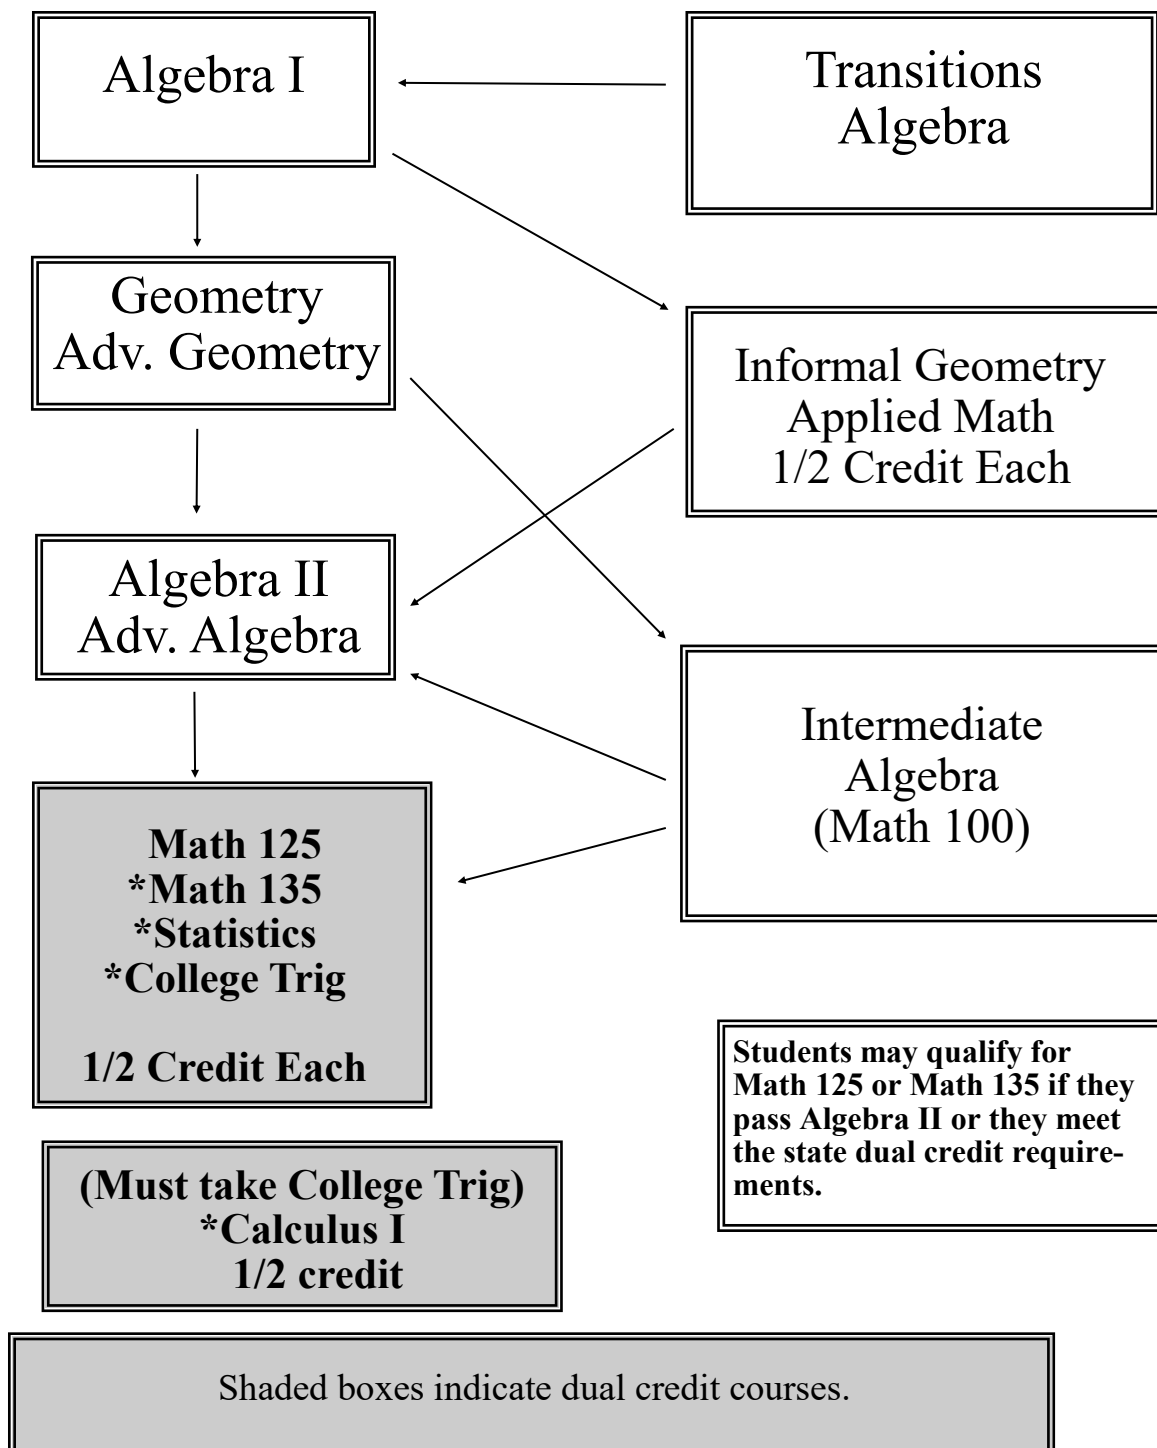 Algebra I
Transitions
Algebra
Geometry
Adv. Geometry
Informal Geometry
Applied Math
1/2 Credit Each
Algebra II
Adv. Algebra
Intermediate
Algebra
(Math 100)
Math 125
*Math 135
*Statistics
*College Trig
1/2 Credit Each
Students may qualify for
Math 125 or Math 135 if they
pass Algebra II or they meet
the state dual credit require-
ments.
(Must take College Trig)
*Calculus I
1/2 credit
Shaded boxes indicate dual credit courses.